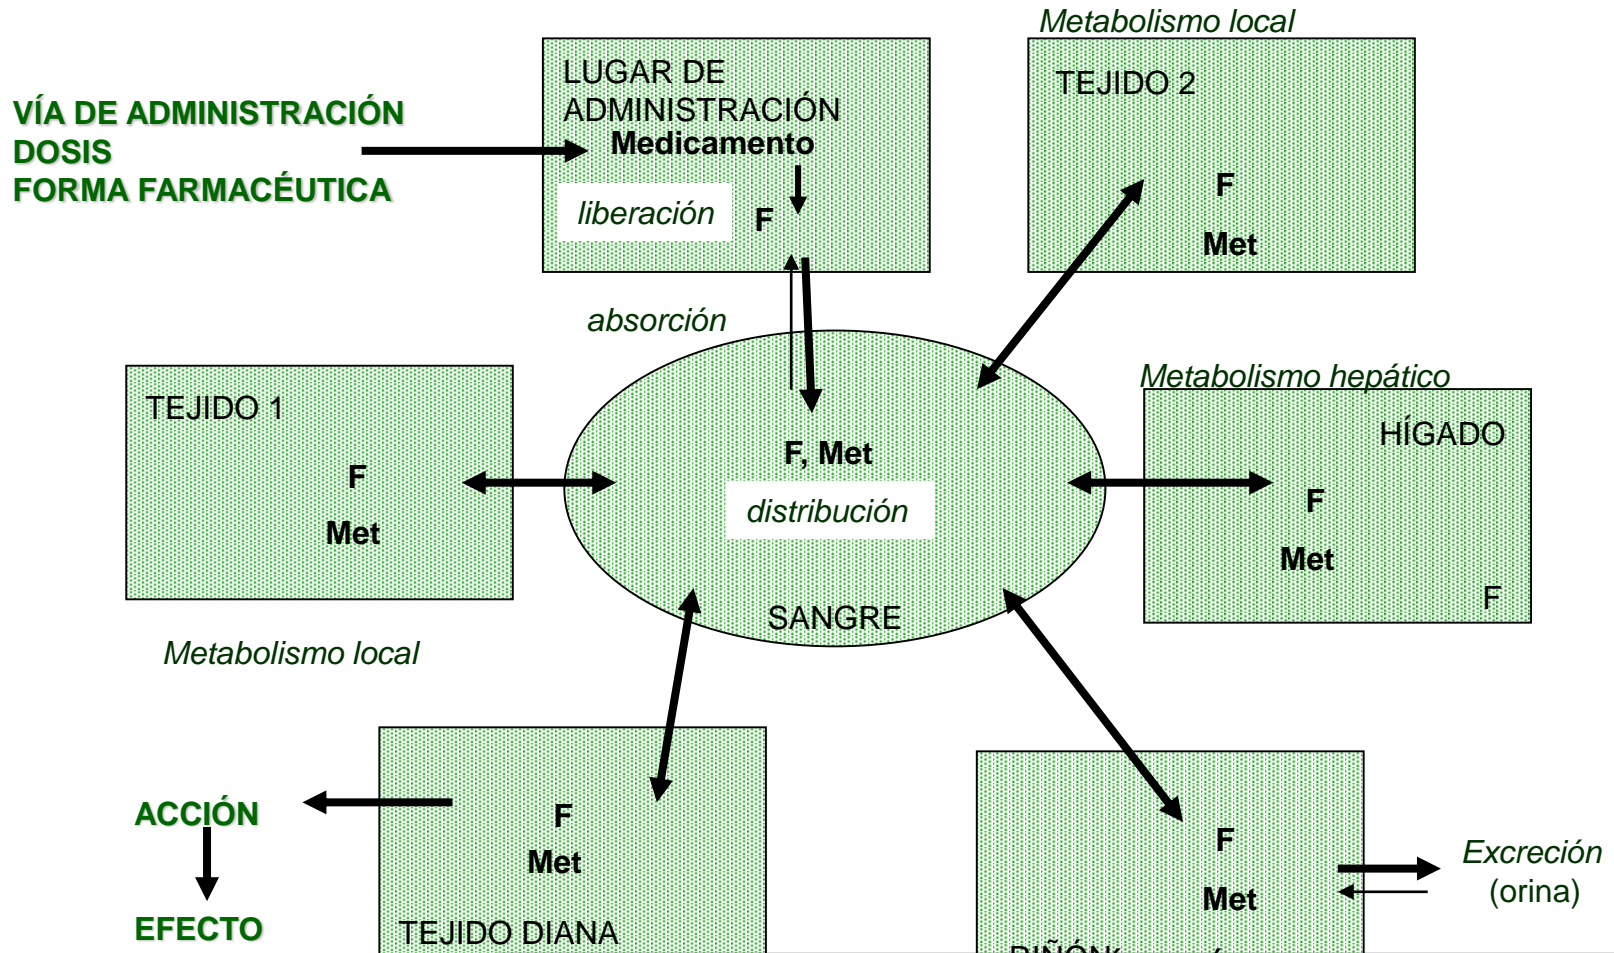 Metabolismo local
LUGAR DE
ADMINISTRACIÓN
Medicamento
liberación
F
TEJIDO 2
F
Met
VÍA DE ADMINISTRACIÓN
DOSIS
FORMA FARMACÉUTICA
absorción
Metabolismo hepático
HÍGADO
F
Met
F
TEJIDO 1
F
Met
F, Met
distribución
SANGRE
Metabolismo local
ACCIÓN
EFECTO
F
Met
TEJIDO DIANA
F
Met
RIÑÓN
Excreción
(orina)